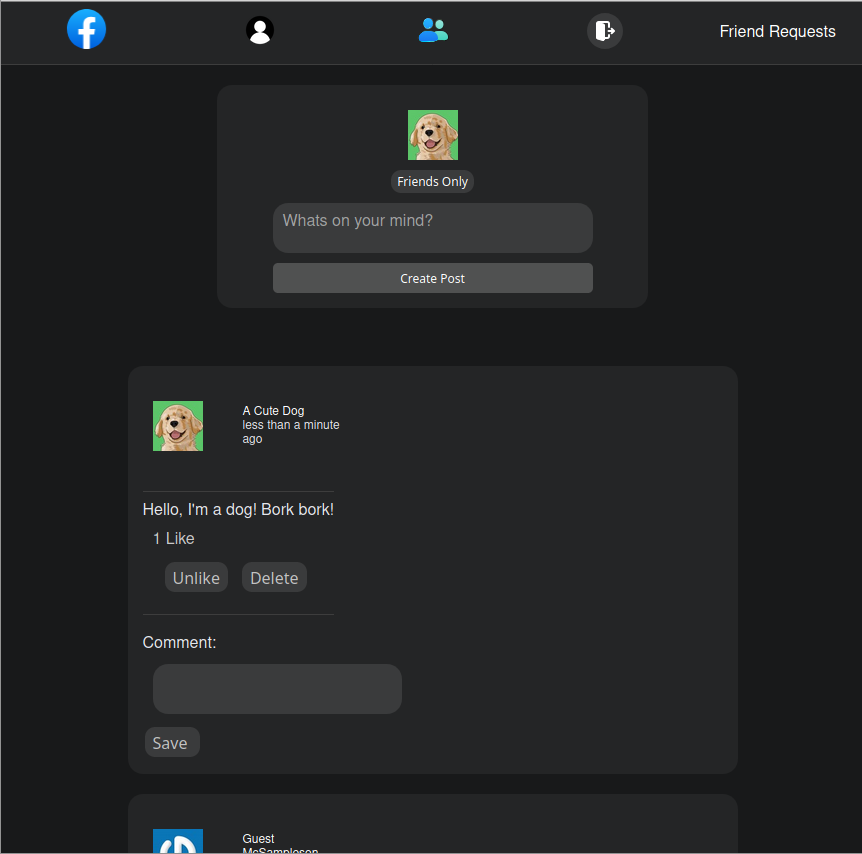 Friend Requests
Friends Only
Whats on your mind?
Create Post
A Cute Dog
less than a minute
ago
Hello, I'm a dog! Bork bork!
1 Like
Unlike Delete
Comment:
Save
Guest
McSampleson